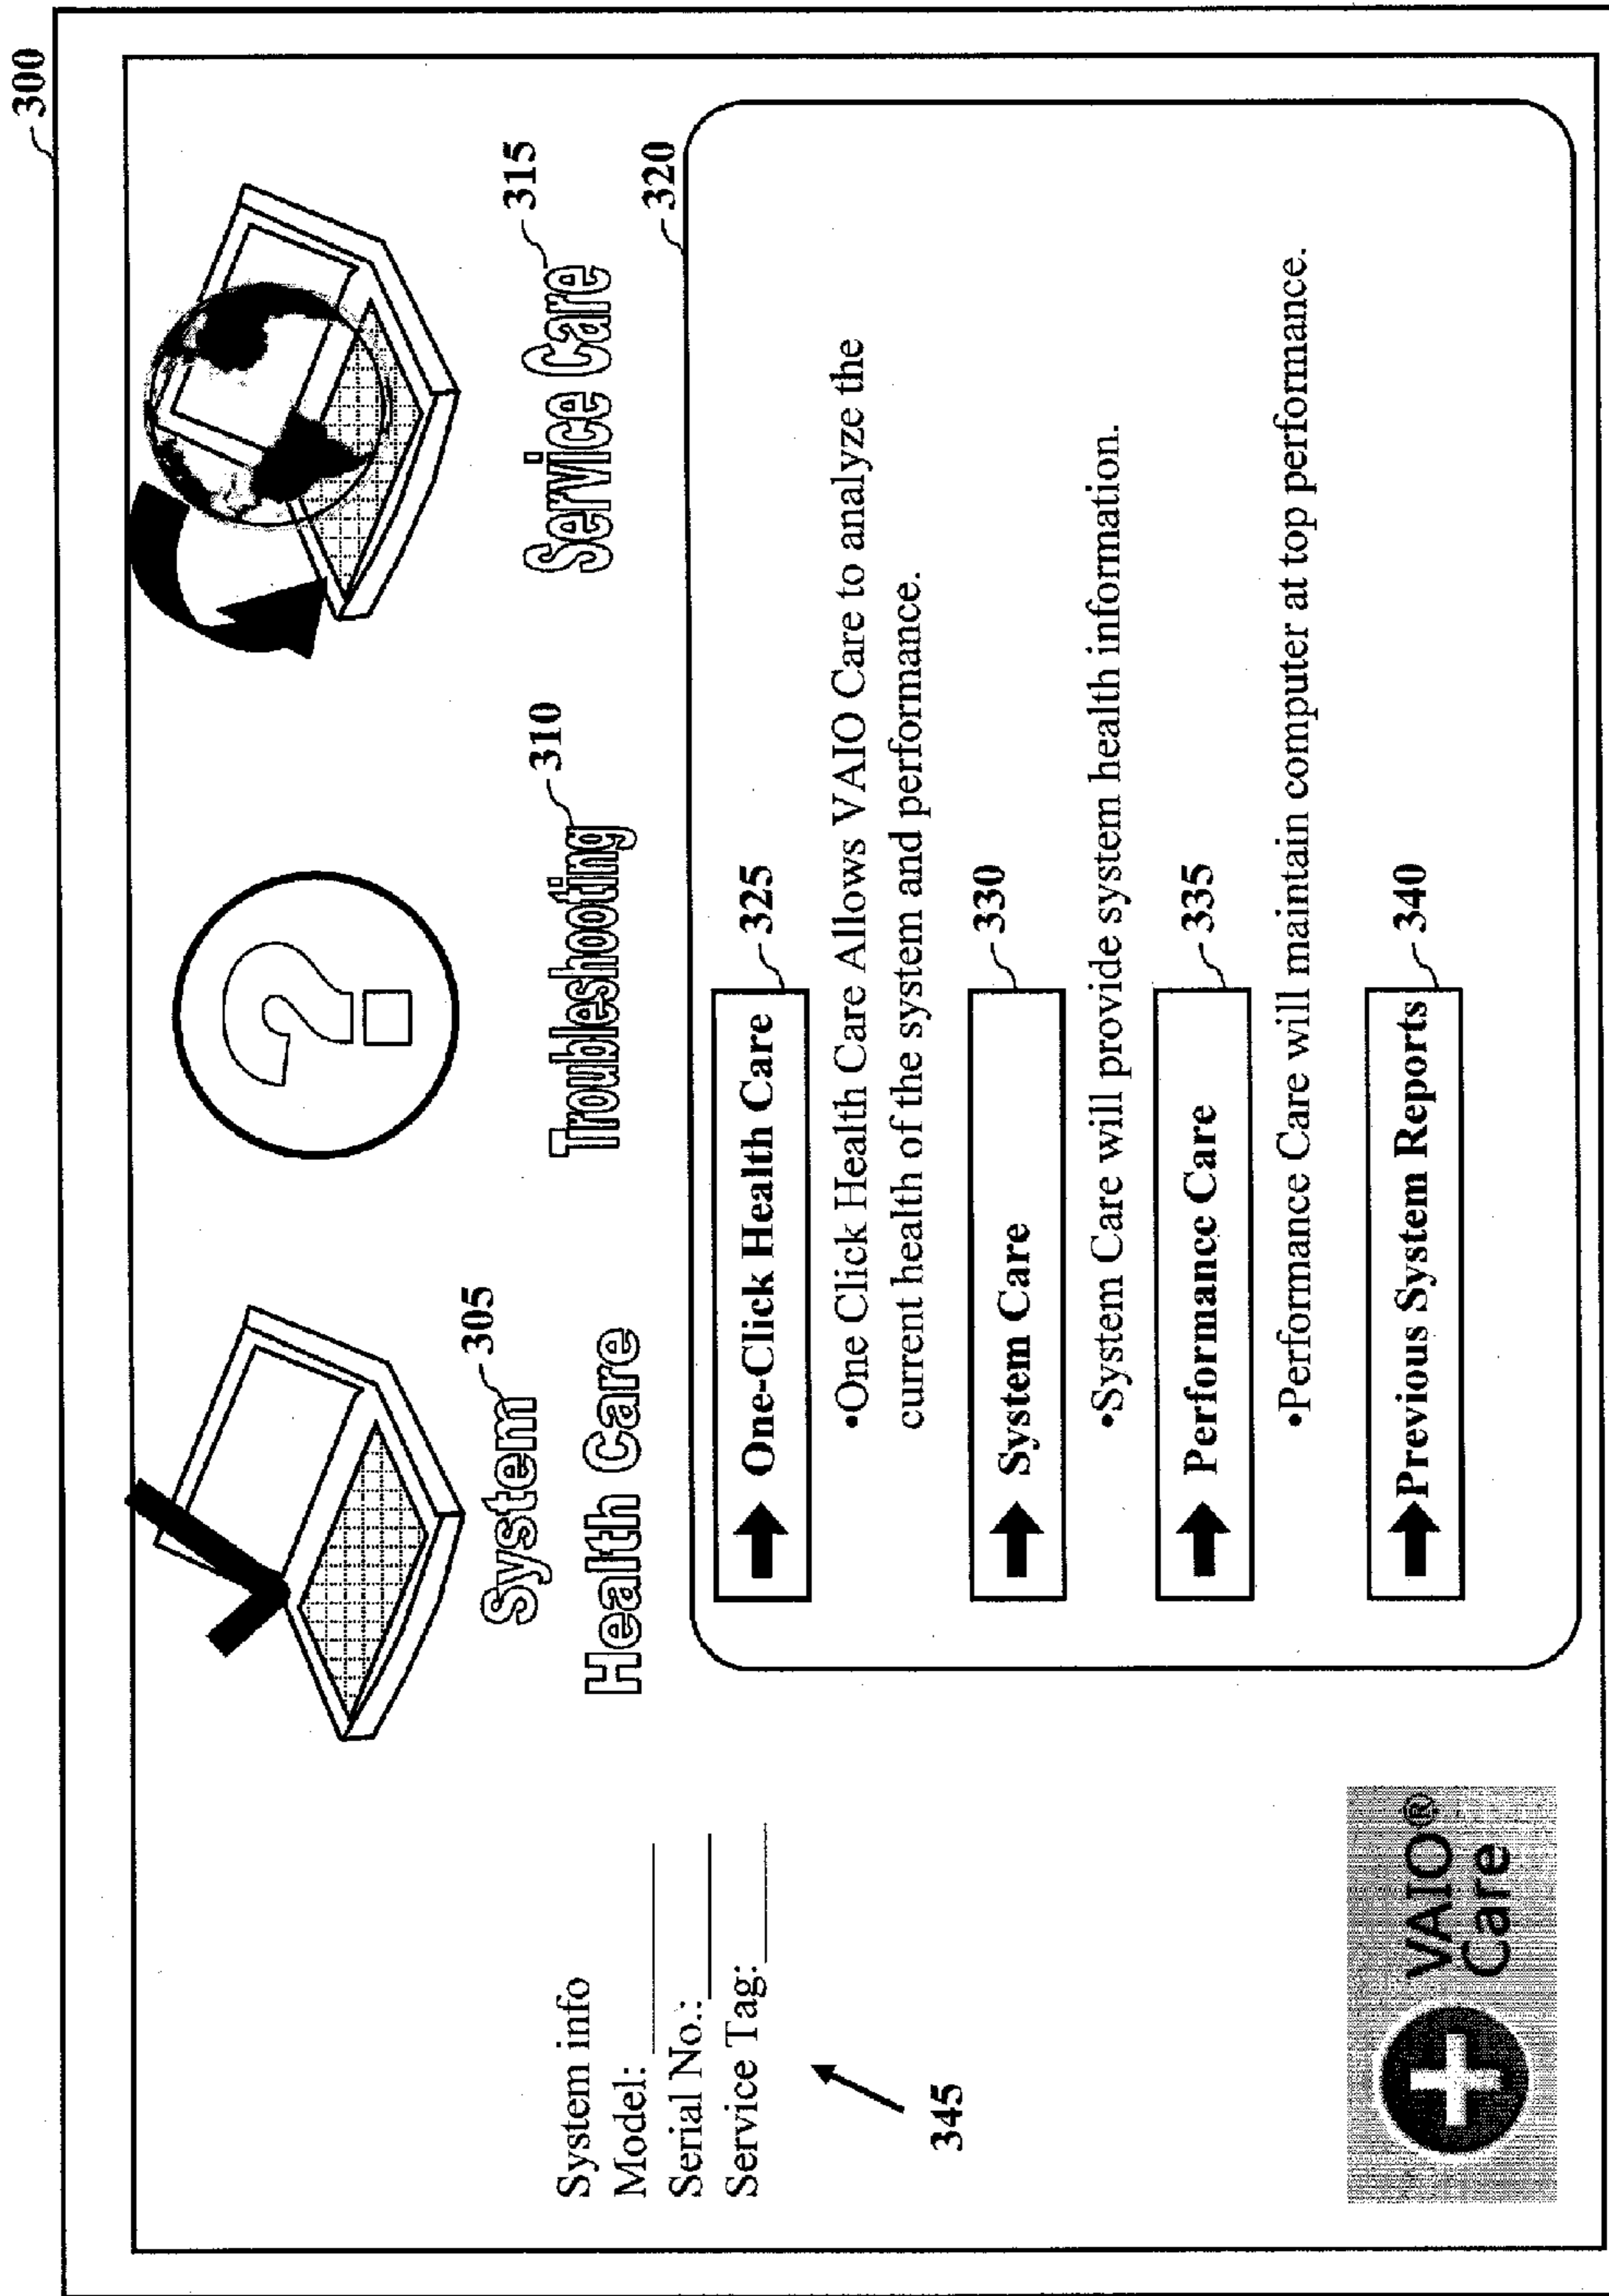 300
System 305
Health Care
Troubleshooting 310
Service Care 315
320
System info
Model:
Serial No.:
Service Tag:
345
One-Click Health Care 325
•One Click Health Care Allows VAIO Care to analyze the
current health of the system and performance.
System Care 330
•System Care will provide system health information.
Performance Care 335
•Performance Care will maintain computer at top performance.
Previous System Reports 340
VAIO®
Care